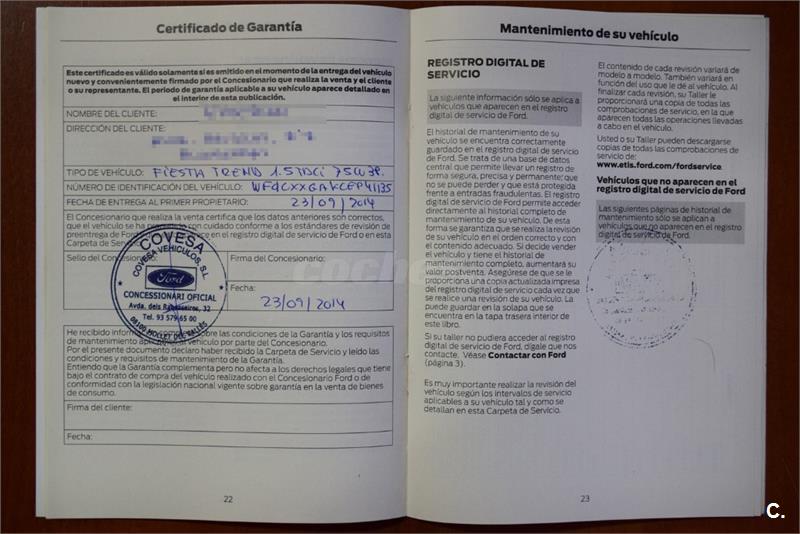 Certificado de Garantía
Este certificado es válido solamente si es emitido en el momento de la entrega del vehículo
nuevo y convenientemente firmado por el Concesionario que realiza la venta y el cliente
o su representante. El periodo de garantía aplicable a su vehículo aparece detallado en
el interior de esta publicación.
NOMBRE DEL CLIENTE:
DIRECCIÓN DEL CLIENTE:
TIPO DE VEHÍCULO: FIESTA TREND 1.5 TDCi 75CV 3P.
NÚMERO DE IDENTIFICACIÓN DEL VEHÍCULO:
FECHA DE ENTREGA AL PRIMER PROPIETARIO: 23/09/2014
El Concesionario que realiza la venta certifica que los datos anteriores son correctos,
que el vehículo se ha con cuidado conforme a los estándares de revisión de
preentrega de Ford en el registro digital de servicio de Ford o en esta
Carpeta de Servicio
Sello del Concesionario: Firma del Concesionario:
COVESA
COVESA VEHICULOS, S.L
Ford
CONCESSIONARI OFICIAL
Avda. dels Rabassaires, 32
Tel. 93 579 65 00
08100 MOLLET DEL VALLÈS
Fecha:
23/09/2014
He recibido información completa sobre las condiciones de la Garantía y los requisitos
de mantenimiento aplicables al vehículo por parte del Concesionario.
Por el presente documento declaro haber recibido la Carpeta de Servicio y leído las
condiciones y requisitos de mantenimiento de la Garantía.
Entiendo que la Garantía complementa pero no afecta a los derechos legales que tiene
bajo el contrato de compra del vehículo realizado con el Concesionario Ford o de
conformidad con la legislación nacional vigente sobre garantía en la venta de bienes
de consumo.
Firma del cliente:
Fecha:
22
Mantenimiento de su vehículo
REGISTRO DIGITAL DE
SERVICIO
La siguiente información sólo se aplica a
vehículos que aparecen en el registro
digital de servicio de Ford.
El historial de mantenimiento de su
vehículo se encuentra correctamente
guardado en el registro digital de servicio
de Ford. Se trata de una base de datos
central que permite llevar un registro de
forma segura, precisa y permanente; que
no se puede perder y que está protegida
frente a entradas fraudulentas. El registro
digital de servicio de Ford permite acceder
directamente al historial completo de
mantenimiento de su vehículo. De esta
forma se garantiza que se realiza la revisión
de su vehículo en el orden correcto y con
el contenido adecuado. Si decide vender
el vehículo y tiene el historial de
mantenimiento completo, aumentará su
valor postventa. Asegúrese de que se le
proporciona una copia actualizada impresa
del registro digital de servicio cada vez que
se realice una revisión de su vehículo. La
puede guardar en la solapa que se
encuentra en la tapa trasera interior de
este libro.
Si su taller no pudiera acceder al registro
digital de servicio de Ford, dígale que nos
contacte. Véase Contactar con Ford
(página 3).
Es muy importante realizar la revisión del
vehículo según los intervalos de servicio
aplicables a su vehículo tal y como se
detallan en esta Carpeta de Servicio.
El contenido de cada revisión variará de
modelo a modelo. También variará en
función del uso que le dé al vehículo. Al
finalizar cada revisión, su Taller le
proporcionará una copia de todas las
comprobaciones de servicio, en la que
aparecen todas las operaciones llevadas
a cabo en el vehículo.
Usted o su Taller pueden descargarse
copias de todas las comprobaciones de
servicio en:
www.etis.ford.com/fordservice.
Vehículos que no aparecen en el
registro digital de servicio de Ford
Las siguientes páginas de historial de
mantenimiento sólo se aplican a
vehículos que no aparecen en el registro
digital de servicio de Ford.
23
C.